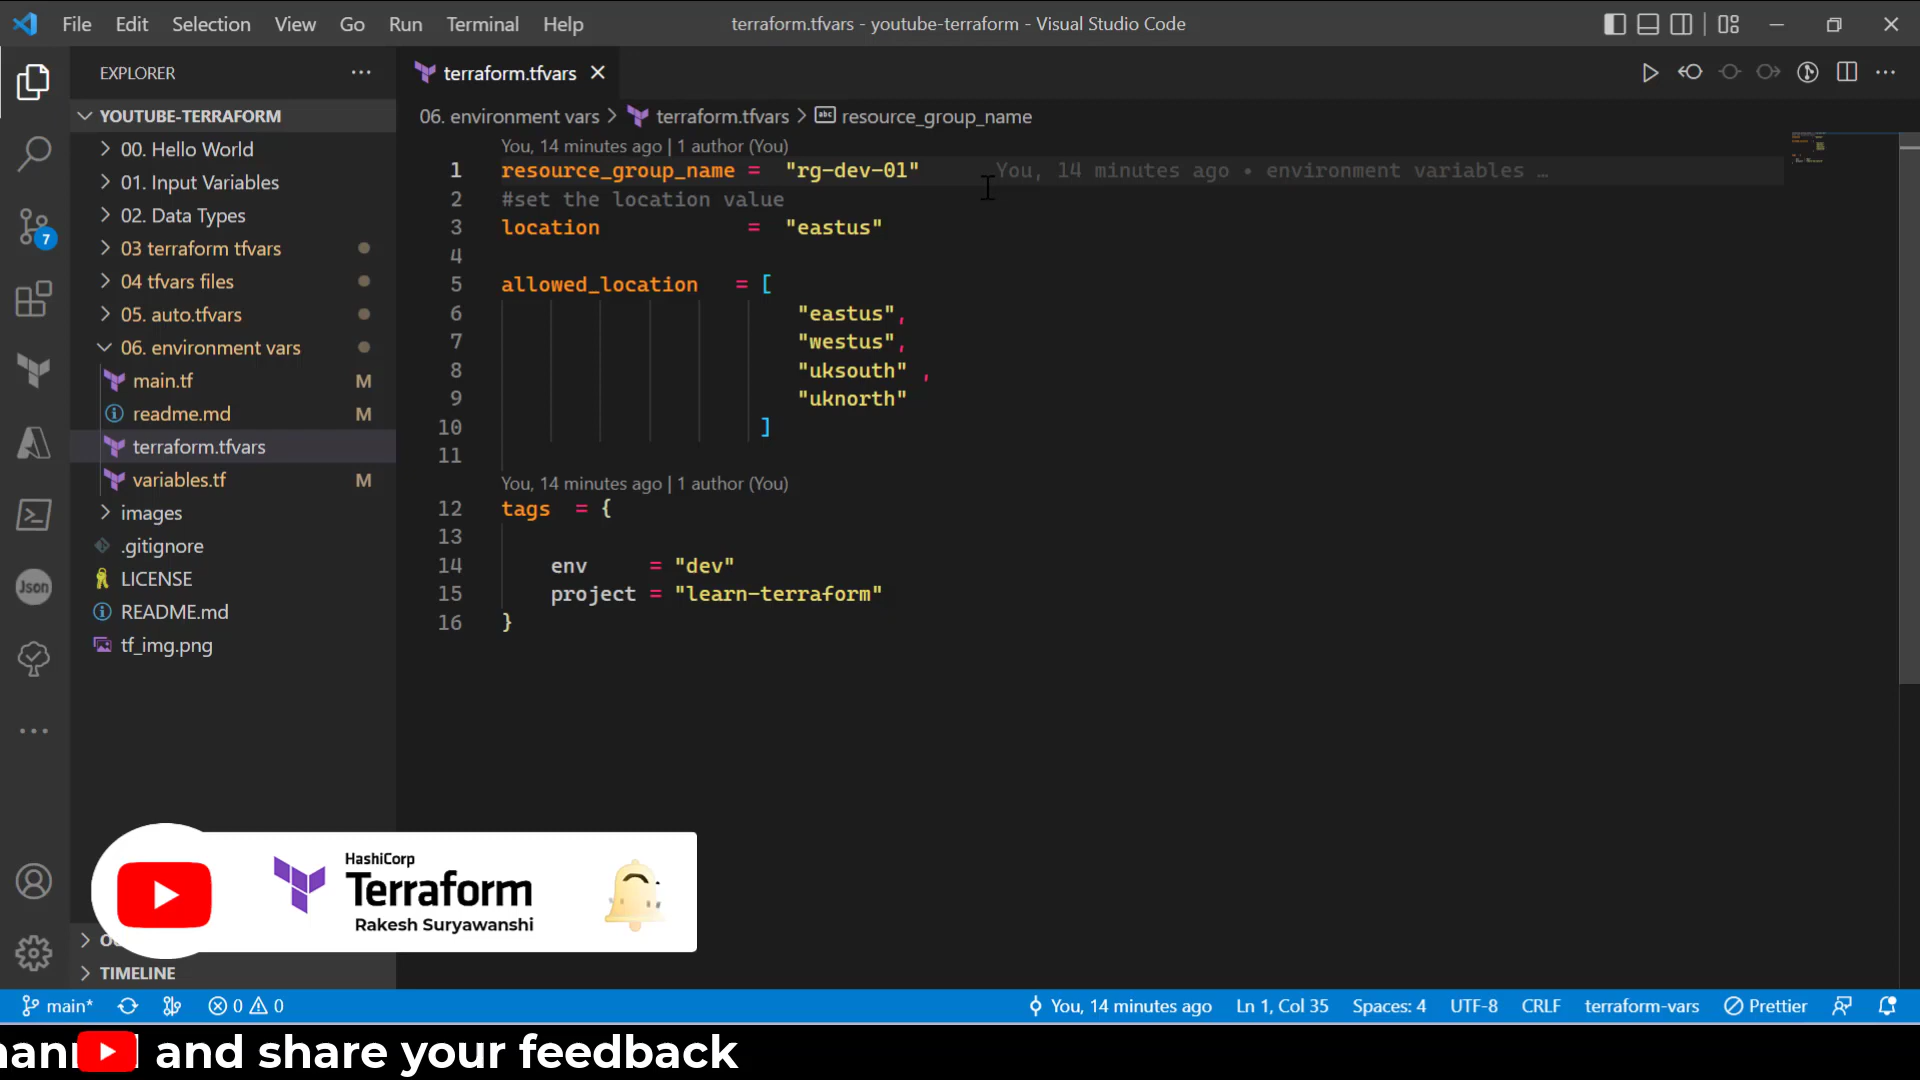 File Edit Selection View Go Run Terminal Help
terraform.tfvars - youtube-terraform - Visual Studio Code
EXPLORER
YOUTUBE-TERRAFORM
00. Hello World
01. Input Variables
02. Data Types
03 terraform tfvars
04 tfvars files
05. auto.tfvars
06. environment vars
main.tf M
readme.md M
terraform.tfvars
variables.tf M
images
.gitignore
LICENSE
README.md
tf_img.png
TIMELINE
7
Json
terraform.tfvars
06. environment vars > terraform.tfvars > resource_group_name
You, 14 minutes ago | 1 author (You)
1 resource_group_name = "rg-dev-01" You, 14 minutes ago • environment variables …
2 #set the location value
3 location = "eastus"
4
5 allowed_location = [
6 "eastus",
7 "westus",
8 "uksouth" ,
9 "uknorth"
10 ]
11
You, 14 minutes ago | 1 author (You)
12 tags = {
13
14 env = "dev"
15 project = "learn-terraform"
16 }
HashiCorp
Terraform
Rakesh Suryawanshi
main* 0 0 You, 14 minutes ago Ln 1, Col 35 Spaces: 4 UTF-8 CRLF terraform-vars Prettier
and share your feedback